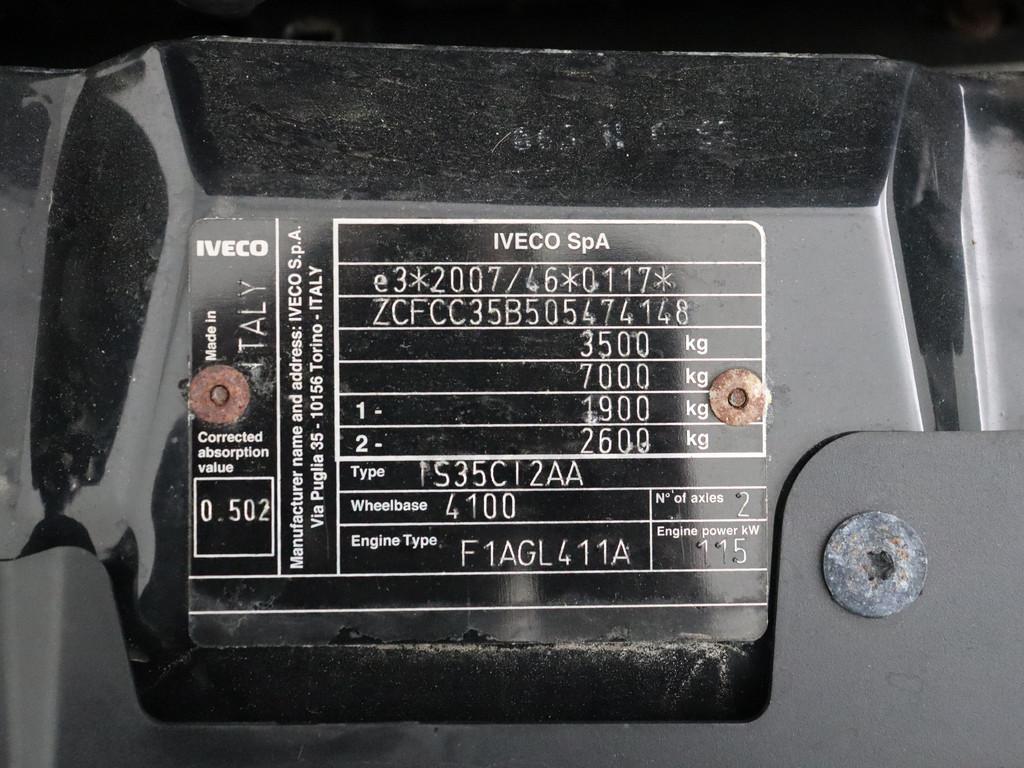 IVECO
Made in
ITALY
Corrected
absorption
value
0.502
Manufacturer name and address: IVECO S.p.A.
Via Puglia 35 - 10156 Torino - ITALY
IVECO SpA
e3*2007/46*0117*
ZCFCC35B505474148
3500 kg
7000 kg
1 - 1900 kg
2 - 2600 kg
Type IS35CI2AA
Wheelbase 4100
N° of axles 2
Engine Type F1AGL411A
Engine power kW
115